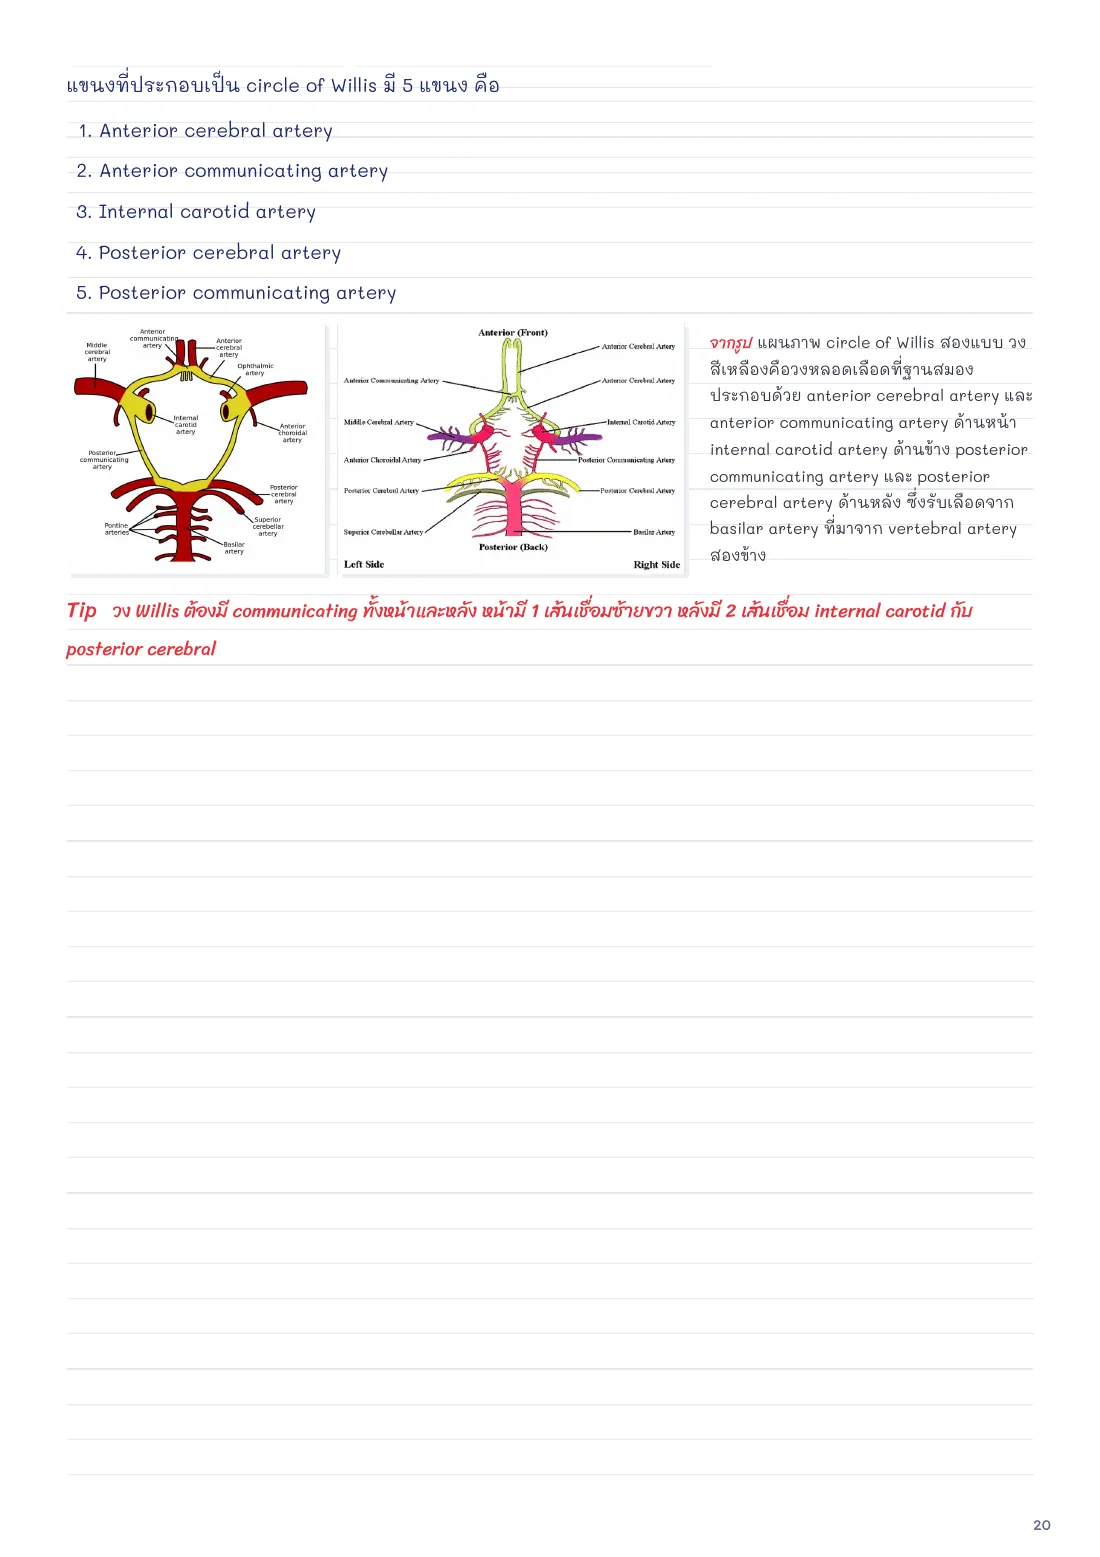 แขนงที่ประกอบเป็น circle of Willis มี 5 แขนง คือ
1. Anterior cerebral artery
2. Anterior communicating artery
3. Internal carotid artery
4. Posterior cerebral artery
5. Posterior communicating artery
Anterior
communicating
artery
Middle
cerebral
artery
Anterior
cerebral
artery
Ophthalmic
artery
Internal
carotid
artery
Anterior
choroidal
artery
Posterior
communicating
artery
Posterior
cerebral
artery
Superior
cerebellar
artery
Pontine
arteries
Basilar
artery
Anterior (Front)
Anterior Cerebral Artery
Anterior Communicating Artery
Anterior Cerebral Artery
Middle Cerebral Artery
Internal Carotid Artery
Anterior Choroidal Artery
Posterior Communicating Artery
Posterior Cerebral Artery
Posterior Cerebral Artery
Superior Cerebellar Artery
Basilar Artery
Posterior (Back)
Left Side
Right Side
จากรูป แผนภาพ circle of Willis สองแบบ วง
สีเหลืองคือวงหลอดเลือดที่ฐานสมอง
ประกอบด้วย anterior cerebral artery และ
anterior communicating artery ด้านหน้า
internal carotid artery ด้านข้าง posterior
communicating artery และ posterior
cerebral artery ด้านหลัง ซึ่งรับเลือดจาก
basilar artery ที่มาจาก vertebral artery
สองข้าง
Tip วง Willis ต้องมี communicating ทั้งหน้าและหลัง หน้ามี 1 เส้นเชื่อมซ้ายขวา หลังมี 2 เส้นเชื่อม internal carotid กับ
posterior cerebral
20